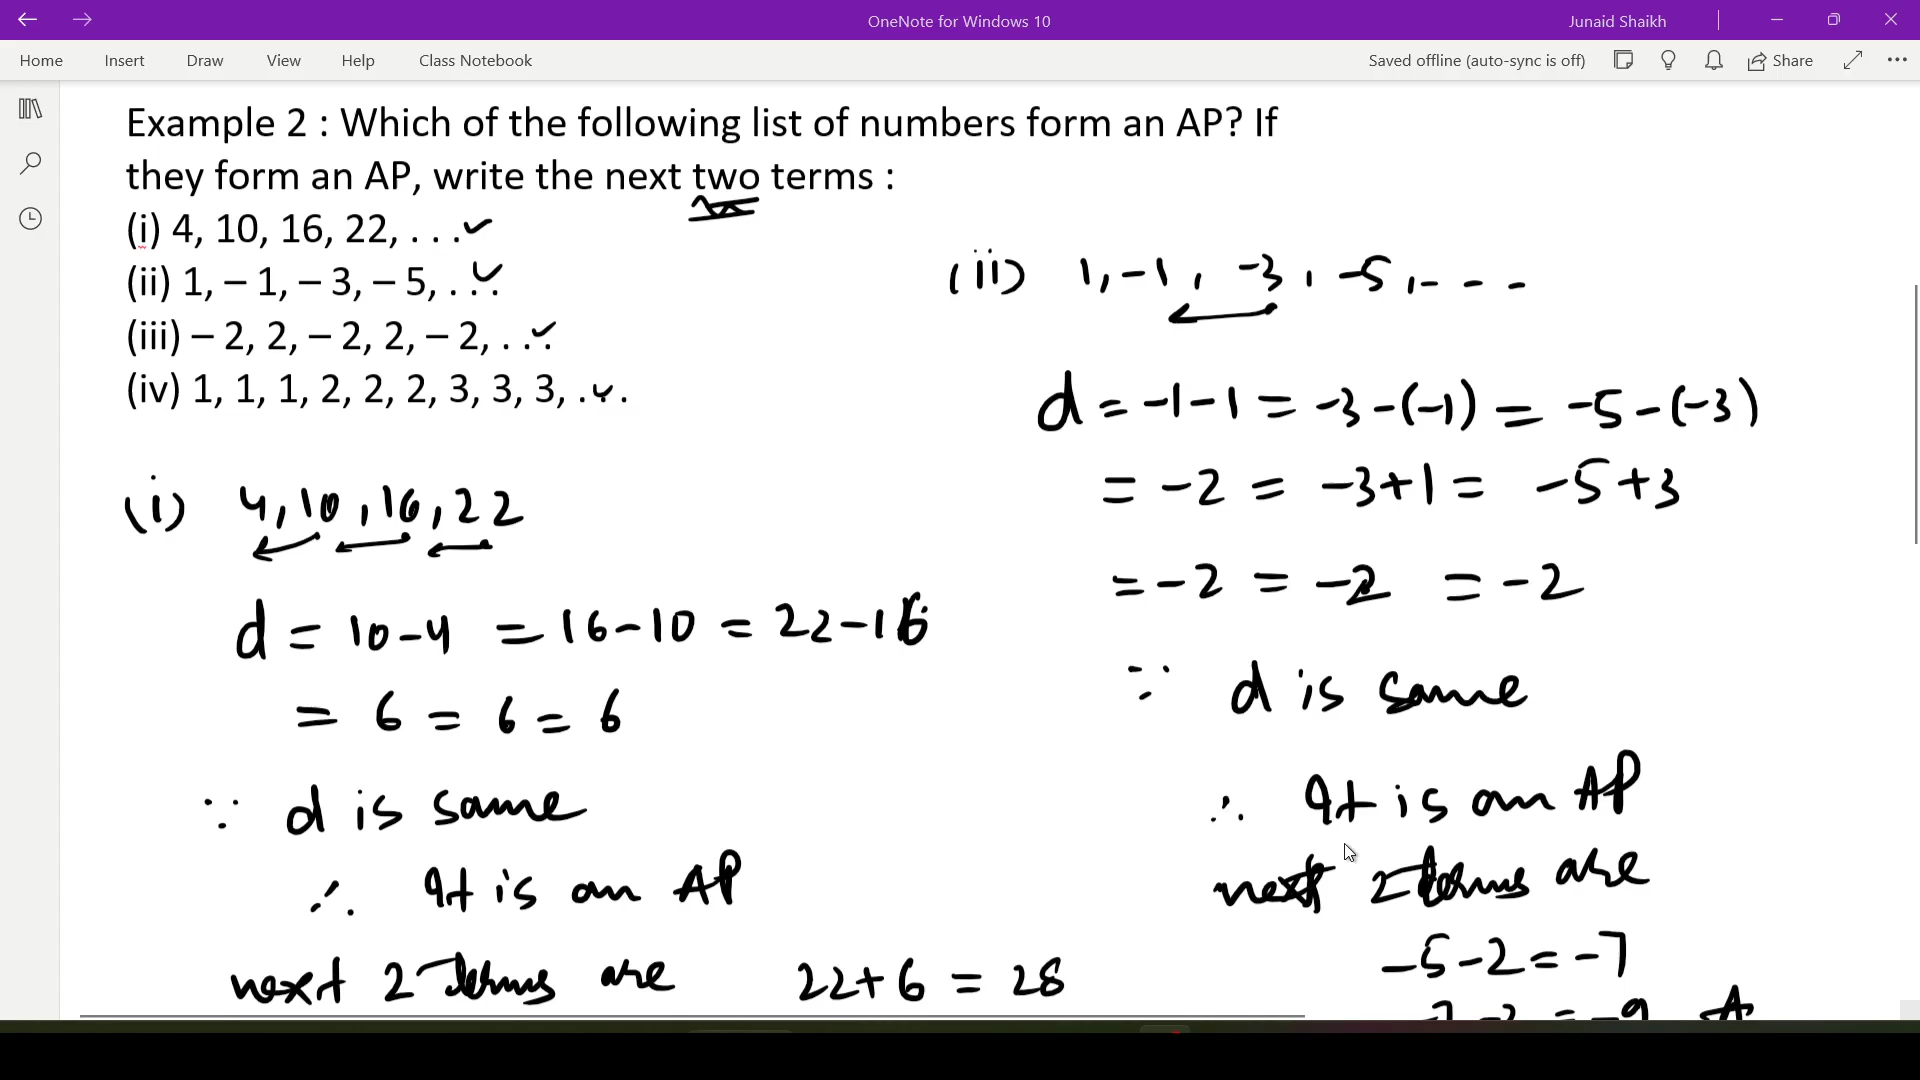 OneNote for Windows 10
Junaid Shaikh
Home Insert Draw View Help Class Notebook
Saved offline (auto-sync is off) Share
Example 2 : Which of the following list of numbers form an AP? If
they form an AP, write the next two terms :
(i) 4, 10, 16, 22, . . .
(ii) 1, – 1, – 3, – 5, . . .
(iii) – 2, 2, – 2, 2, – 2, . . .
(iv) 1, 1, 1, 2, 2, 2, 3, 3, 3, . . .
(i) 4, 10, 16, 22
d = 10-4 = 16-10 = 22-16
= 6 = 6 = 6
∵ d is same
∴ It is an AP
next 2 terms are 22+6 = 28
(ii) 1, -1, -3, -5, - - -
d = -1-1 = -3-(-1) = -5-(-3)
= -2 = -3+1 = -5+3
= -2 = -2 = -2
∵ d is same
∴ It is an AP
next 2 terms are
-5-2 = -7
-7-2 = -9